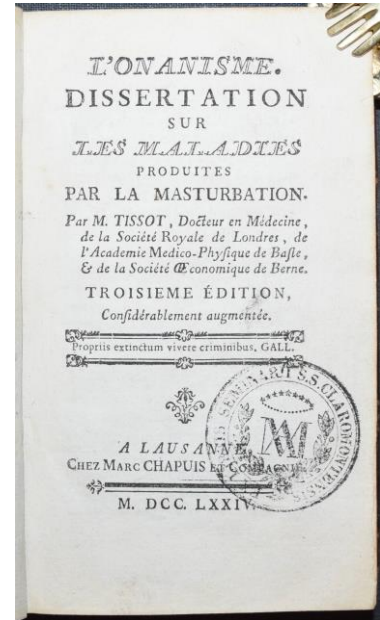 L'ONANISME.
DISSERTATION
SUR
LES MALADIES
PRODUITES
PAR LA MASTURBATION.
Par M. TISSOT, Docteur en Médecine,
de la Société Royale de Londres, de
l'Academie Medico-Phyſique de Baſle,
& de la Société Œconomique de Berne.
TROISIEME ÉDITION,
Conſidérablement augmentée.
Propriis extinctum vivere criminibus, GALL.
A LAUSANNE,
CHEZ MARC CHAPUIS ET COMPAGNIE.
M. DCC. LXXIV.
SEMINARII S.S. CLAROMONTENSIS